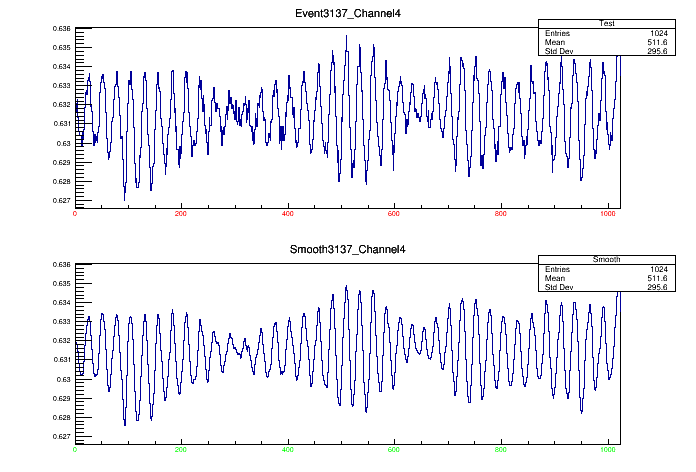 Event3137_Channel4
Test
Entries 1024
Mean 511.6
Std Dev 295.6
0.636
0.635
0.634
0.633
0.632
0.631
0.63
0.629
0.628
0.627
0 200 400 600 800 1000
Smooth3137_Channel4
Smooth
Entries 1024
Mean 511.6
Std Dev 295.6
0.636
0.635
0.634
0.633
0.632
0.631
0.63
0.629
0.628
0.627
0 200 400 600 800 1000